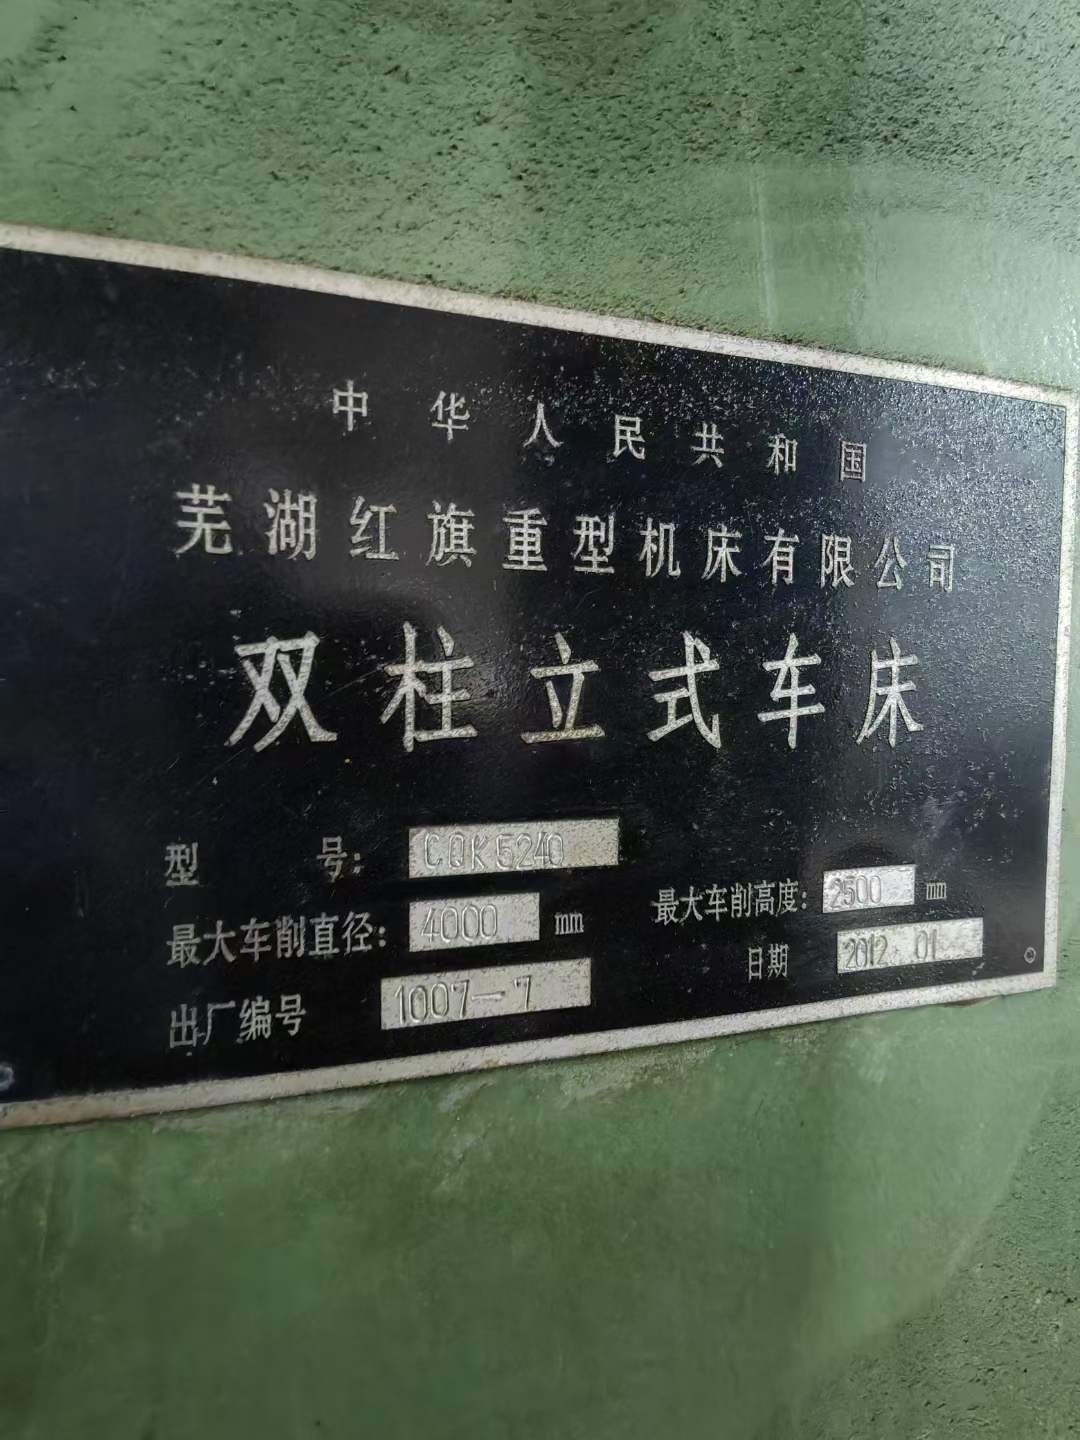 中华人民共和国
芜湖红旗重型机床有限公司
双柱立式车床
型 号: CQK5240
最大车削直径: 4000 mm 最大车削高度: 2500 mm
出厂编号 1007-7 日期 2012.01